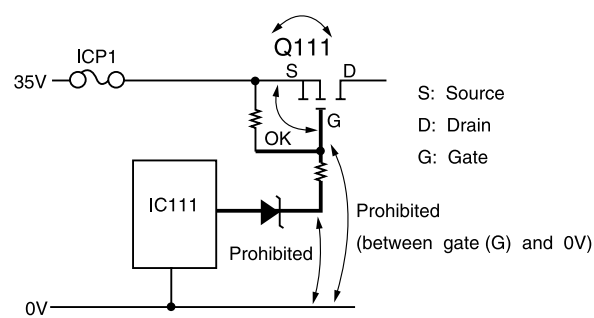 ICP1
Q111
35V
S
D
G
OK
S: Source
D: Drain
G: Gate
IC111
Prohibited
Prohibited
(between gate (G) and 0V)
0V